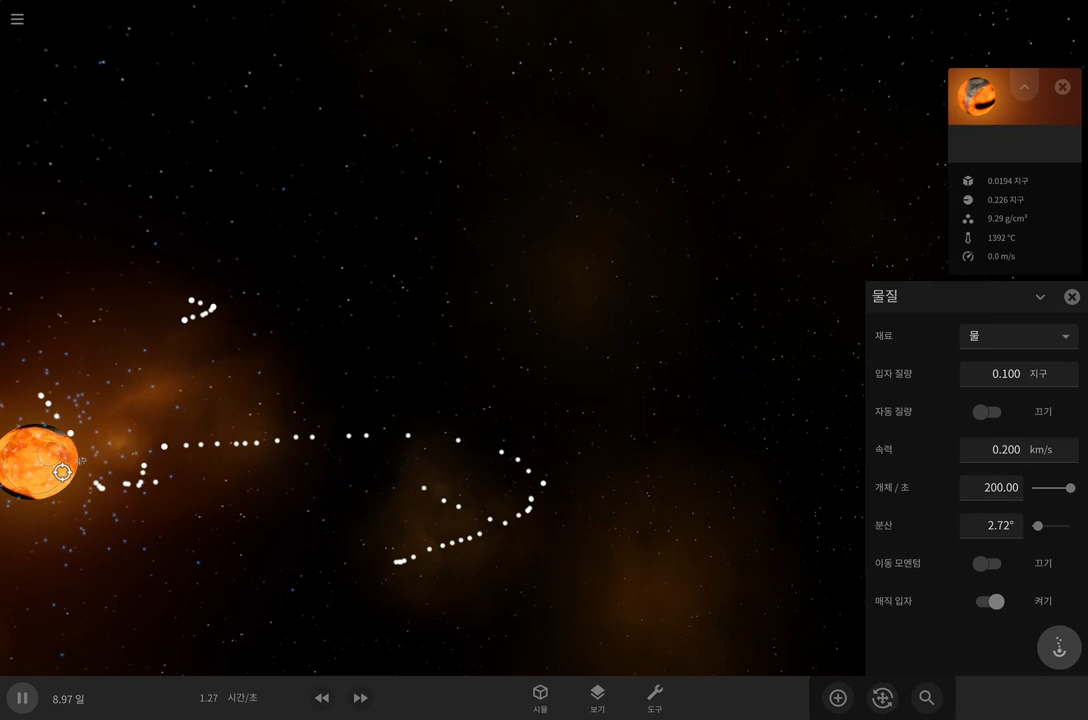 0.0194 지구
0.226 지구
9.29 g/cm³
1392 °C
0.0 m/s
물질
재료 물
입자 질량 0.100 지구
자동 질량 끄기
속력 0.200 km/s
개체 / 초 200.00
분산 2.72°
이동 모멘텀 끄기
매직 입자 켜기
8.97 일
1.27 시간/초
시뮬
보기
도구